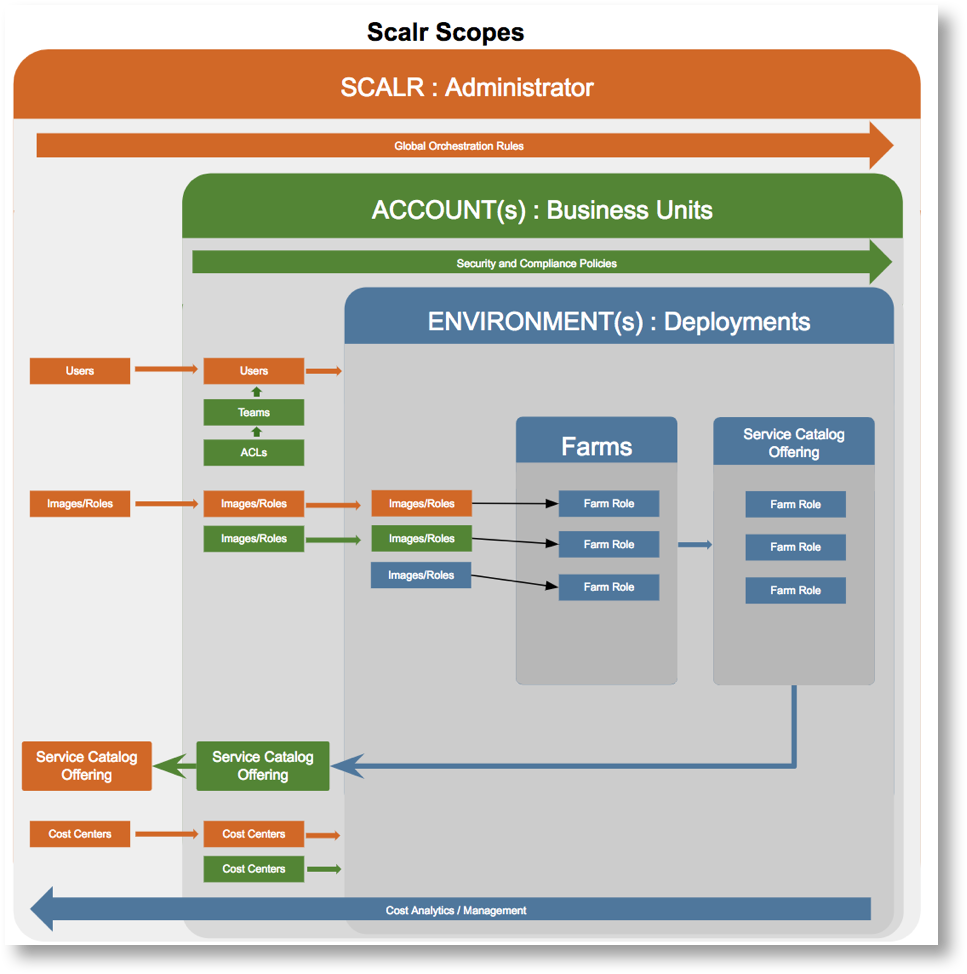 Scalr Scopes
SCALR : Administrator
Global Orchestration Rules
ACCOUNT(s) : Business Units
Security and Compliance Policies
ENVIRONMENT(s) : Deployments
Users
Users
Teams
ACLs
Farms
Service Catalog
Offering
Images/Roles
Images/Roles
Images/Roles
Farm Role
Farm Role
Images/Roles
Images/Roles
Farm Role
Farm Role
Images/Roles
Farm Role
Farm Role
Service Catalog
Offering
Service Catalog
Offering
Cost Centers
Cost Centers
Cost Centers
Cost Analytics / Management